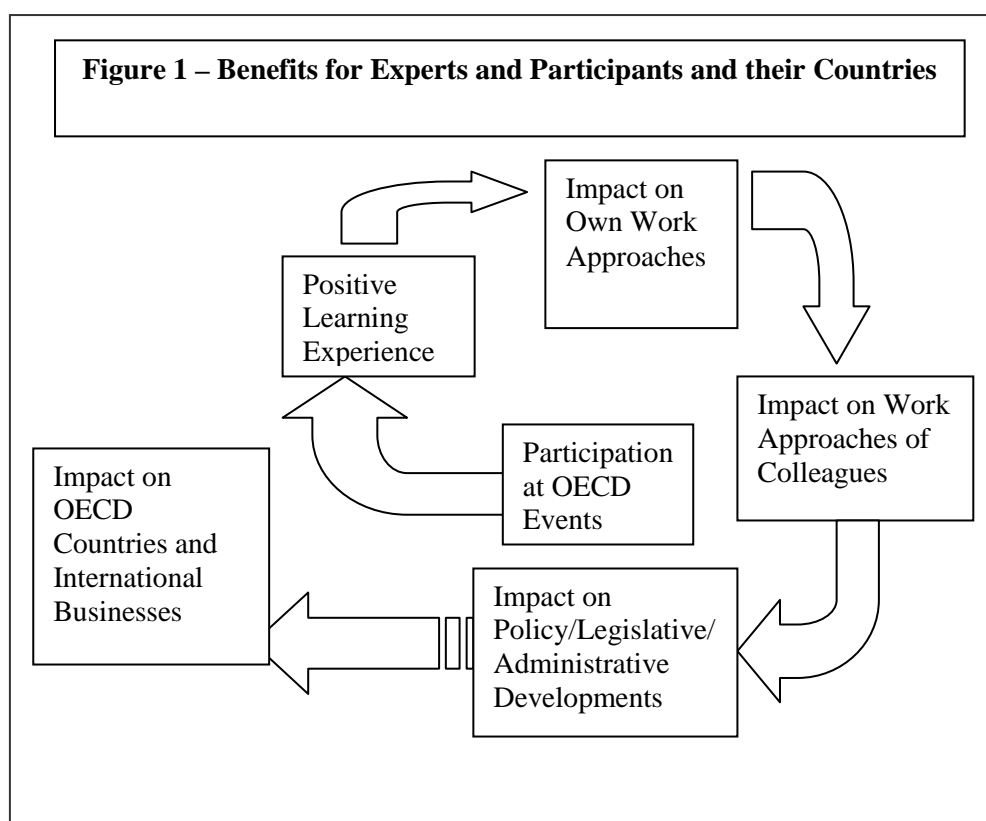 Figure 1 – Benefits for Experts and Participants and their Countries
Impact on
Own Work
Approaches
Positive
Learning
Experience
Impact on Work
Approaches of
Colleagues
Participation
at OECD
Events
Impact on
OECD
Countries and
International
Businesses
Impact on
Policy/Legislative/
Administrative
Developments